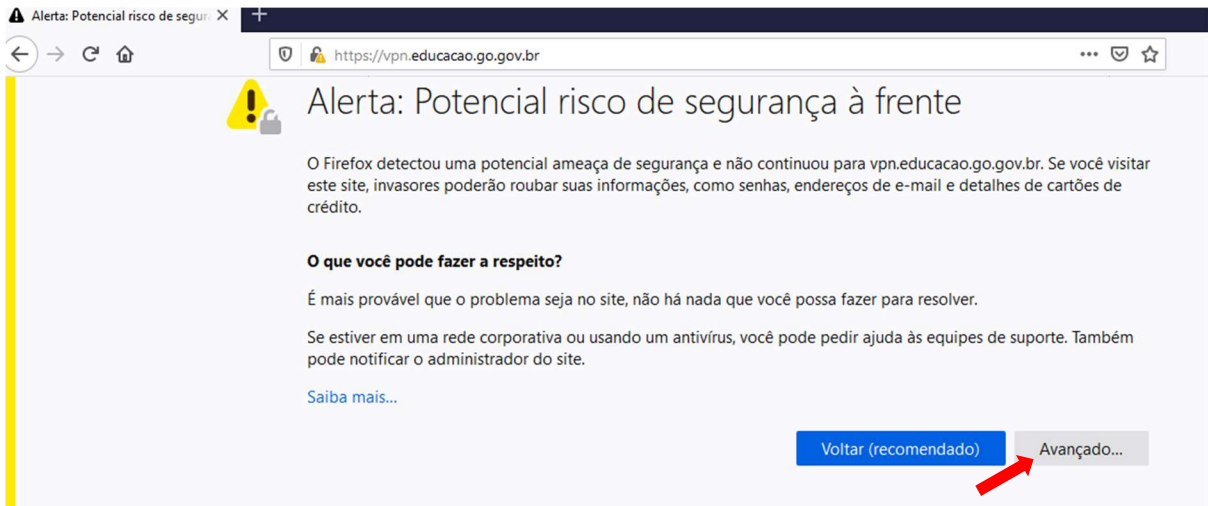 Alerta: Potencial risco de segur
https://vpn.educacao.go.gov.br
Alerta: Potencial risco de segurança à frente
O Firefox detectou uma potencial ameaça de segurança e não continuou para vpn.educacao.go.gov.br. Se você visitar
este site, invasores poderão roubar suas informações, como senhas, endereços de e-mail e detalhes de cartões de
crédito.
O que você pode fazer a respeito?
É mais provável que o problema seja no site, não há nada que você possa fazer para resolver.
Se estiver em uma rede corporativa ou usando um antivírus, você pode pedir ajuda às equipes de suporte. Também
pode notificar o administrador do site.
Saiba mais...
Voltar (recomendado) Avançado...